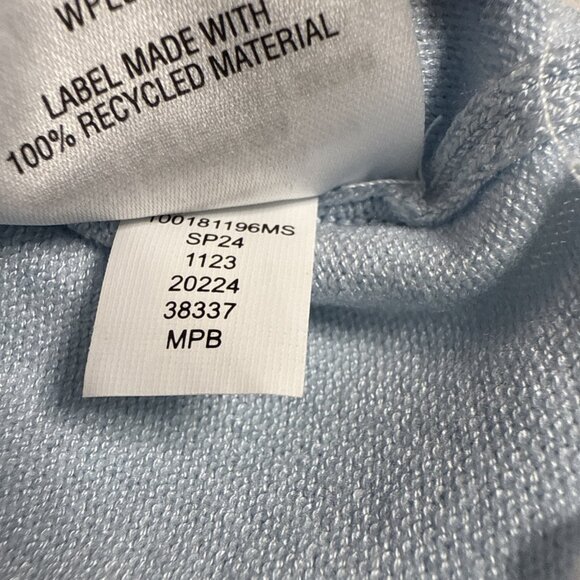 LABEL MADE WITH
100% RECYCLED MATERIAL
100181196MS
SP24
1123
20224
38337
MPB